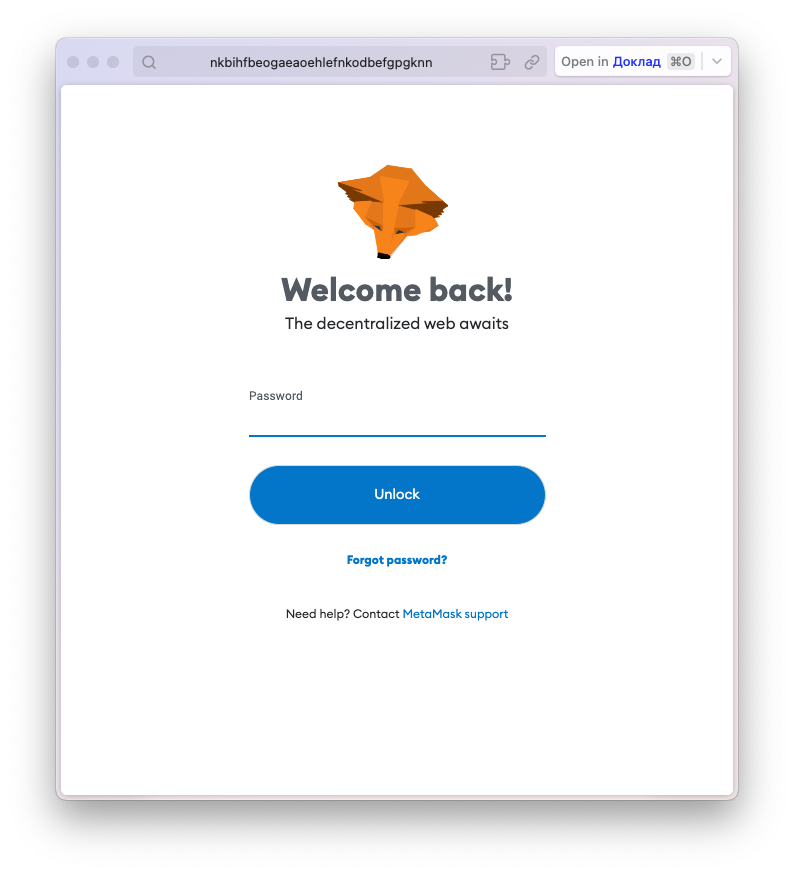 nkbihfbeogaeaoehlefnkodbefgpgknn
Open in Доклад ⌘O
Welcome back!
The decentralized web awaits
Password
Unlock
Forgot password?
Need help? Contact MetaMask support